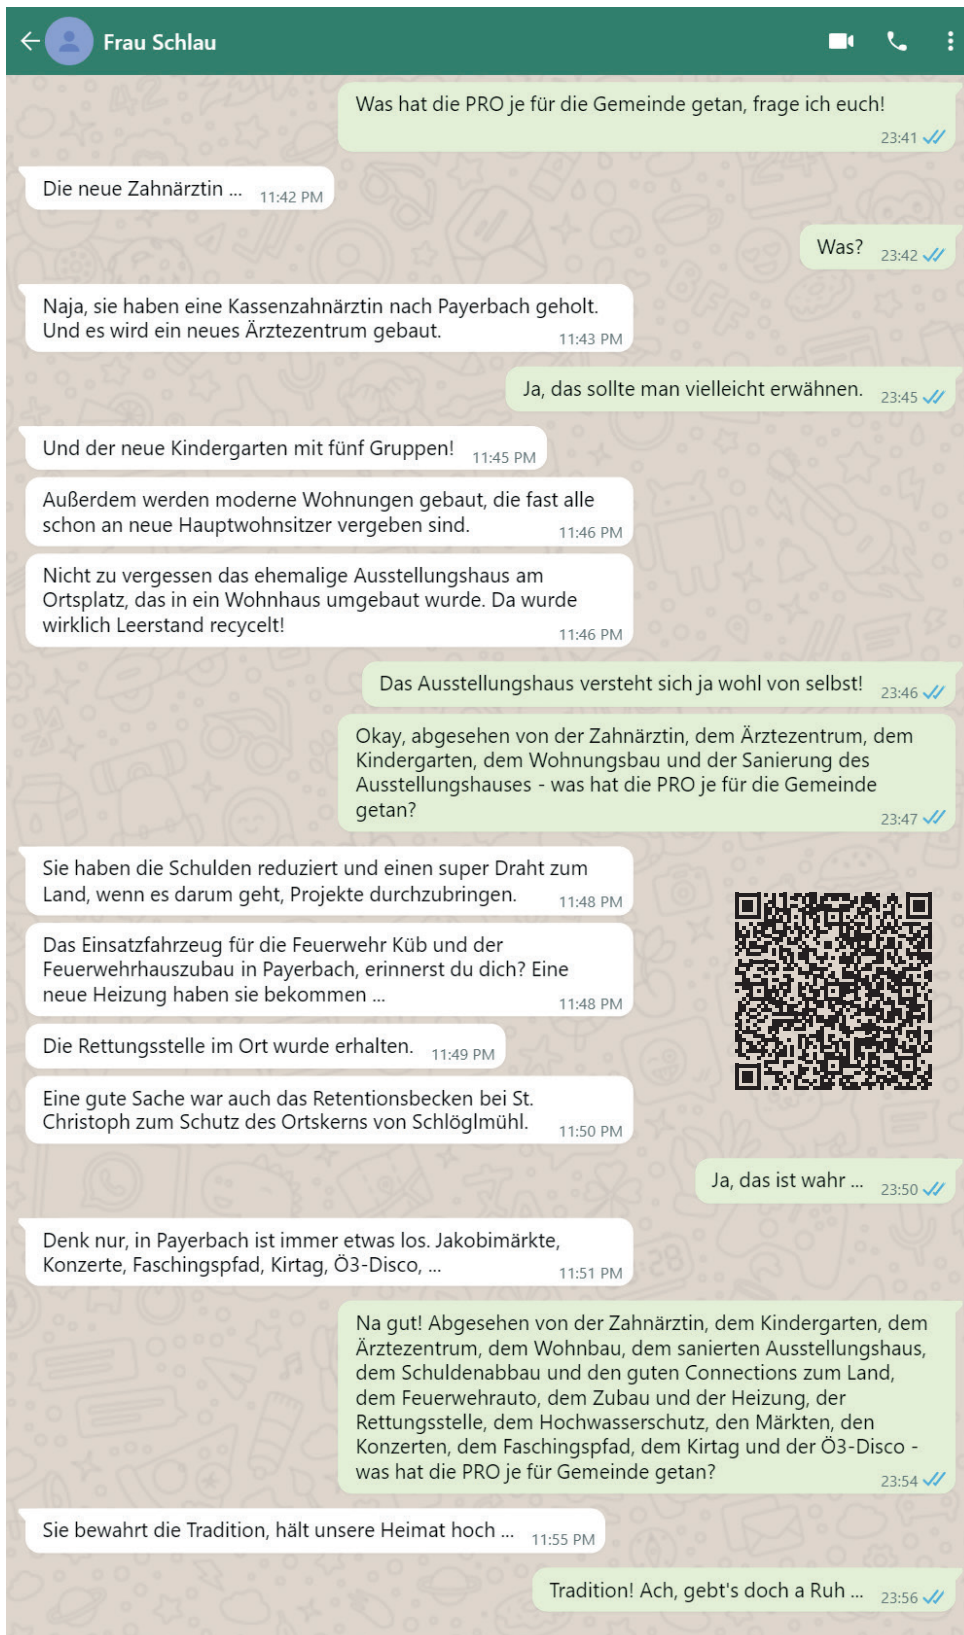 Frau Schlau
Was hat die PRO je für die Gemeinde getan, frage ich euch!
23:41
Die neue Zahnärztin ... 11:42 PM
Was? 23:42
Naja, sie haben eine Kassenzahnärztin nach Payerbach geholt.
Und es wird ein neues Ärztezentrum gebaut. 11:43 PM
Ja, das sollte man vielleicht erwähnen. 23:45
Und der neue Kindergarten mit fünf Gruppen! 11:45 PM
Außerdem werden moderne Wohnungen gebaut, die fast alle
schon an neue Hauptwohnsitzer vergeben sind. 11:46 PM
Nicht zu vergessen das ehemalige Ausstellungshaus am
Ortsplatz, das in ein Wohnhaus umgebaut wurde. Da wurde
wirklich Leerstand recycelt! 11:46 PM
Das Ausstellungshaus versteht sich ja wohl von selbst! 23:46
Okay, abgesehen von der Zahnärztin, dem Ärztezentrum, dem
Kindergarten, dem Wohnungsbau und der Sanierung des
Ausstellungshauses - was hat die PRO je für die Gemeinde
getan? 23:47
Sie haben die Schulden reduziert und einen super Draht zum
Land, wenn es darum geht, Projekte durchzubringen. 11:48 PM
Das Einsatzfahrzeug für die Feuerwehr Küb und der
Feuerwehrhauszubau in Payerbach, erinnerst du dich? Eine
neue Heizung haben sie bekommen ... 11:48 PM
Die Rettungsstelle im Ort wurde erhalten. 11:49 PM
Eine gute Sache war auch das Retentionsbecken bei St.
Christoph zum Schutz des Ortskerns von Schlöglmühl. 11:50 PM
Ja, das ist wahr ... 23:50
Denk nur, in Payerbach ist immer etwas los. Jakobimärkte,
Konzerte, Faschingspfad, Kirtag, Ö3-Disco, ... 11:51 PM
Na gut! Abgesehen von der Zahnärztin, dem Kindergarten, dem
Ärztezentrum, dem Wohnbau, dem sanierten Ausstellungshaus,
dem Schuldenabbau und den guten Connections zum Land,
dem Feuerwehrauto, dem Zubau und der Heizung, der
Rettungsstelle, dem Hochwasserschutz, den Märkten, den
Konzerten, dem Faschingspfad, dem Kirtag und der Ö3-Disco -
was hat die PRO je für Gemeinde getan? 23:54
Sie bewahrt die Tradition, hält unsere Heimat hoch ... 11:55 PM
Tradition! Ach, gebt's doch a Ruh ... 23:56